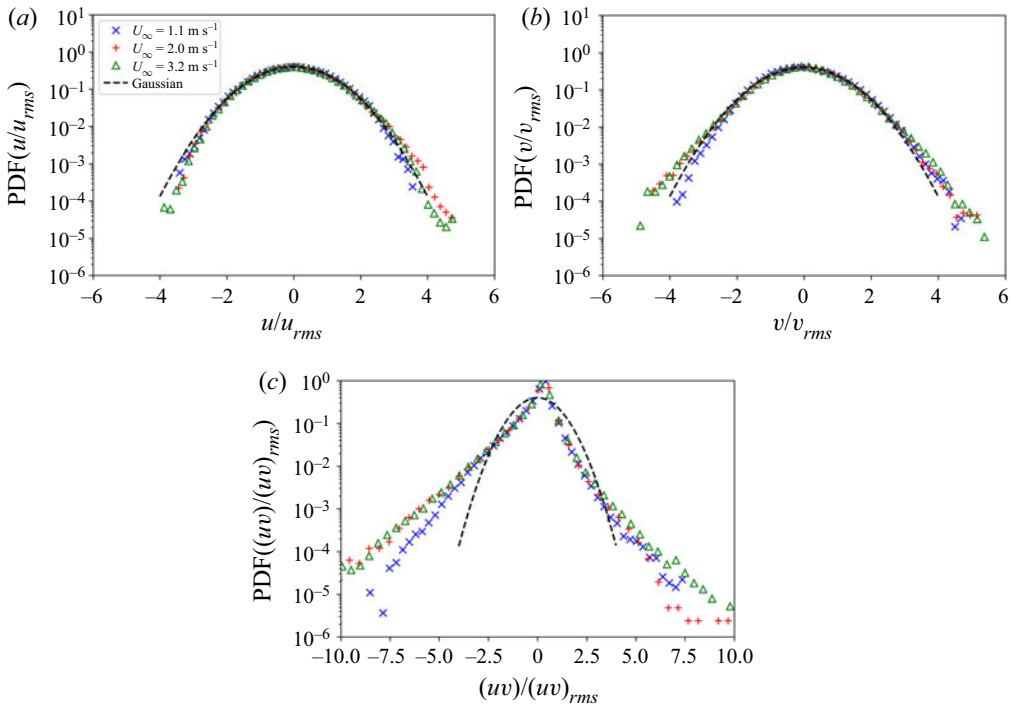 (a)
10^1
10^0
10^–1
10^–2
10^–3
10^–4
10^–5
10^–6
PDF(u/u_rms)
U_∞ = 1.1 m s^–1
U_∞ = 2.0 m s^–1
U_∞ = 3.2 m s^–1
Gaussian
–6 –4 –2 0 2 4 6
u/u_rms
(b)
10^1
10^0
10^–1
10^–2
10^–3
10^–4
10^–5
10^–6
PDF(v/v_rms)
–6 –4 –2 0 2 4 6
v/v_rms
(c)
10^0
10^–1
10^–2
10^–3
10^–4
10^–5
10^–6
PDF((uv)/(uv)_rms)
–10.0 –7.5 –5.0 –2.5 0 2.5 5.0 7.5 10.0
(uv)/(uv)_rms